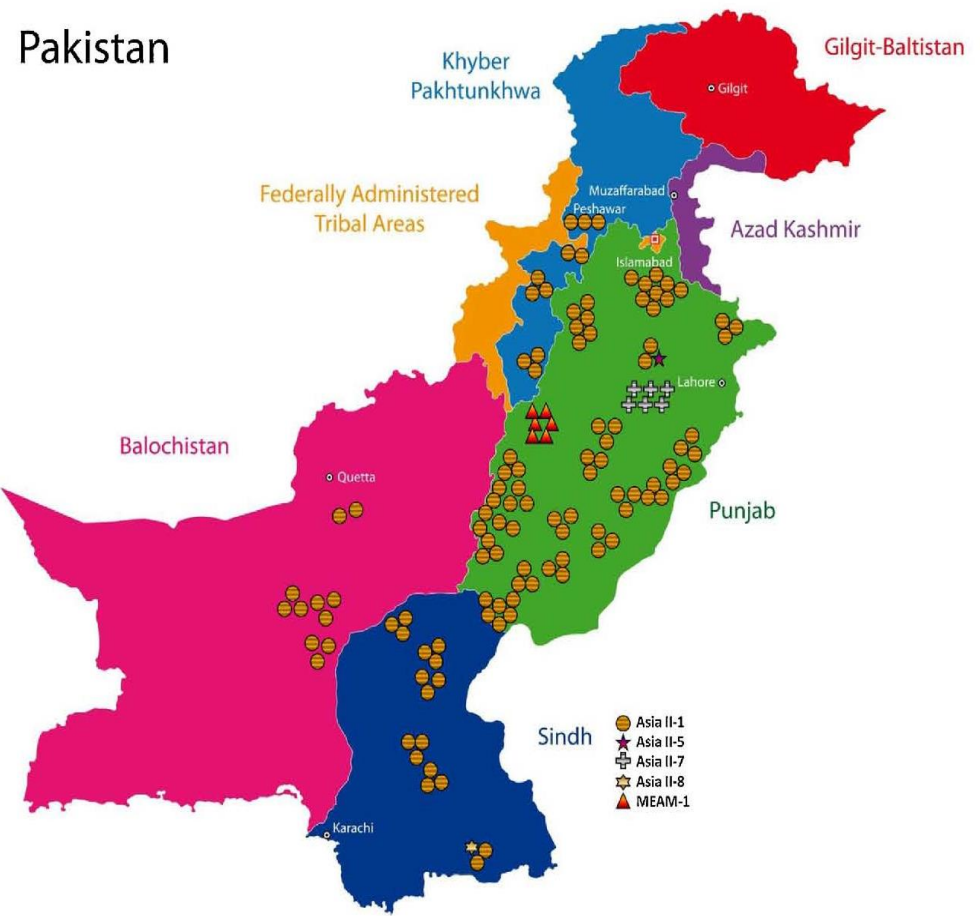 Pakistan
Gilgit-Baltistan
Khyber
Pakhtunkhwa
Gilgit
Federally Administered
Tribal Areas
Muzaffarabad
Peshawar
Azad Kashmir
Islamabad
Lahore
Balochistan
Quetta
Punjab
Sindh
Asia II-1
Asia II-5
Asia II-7
Asia II-8
MEAM-1
Karachi